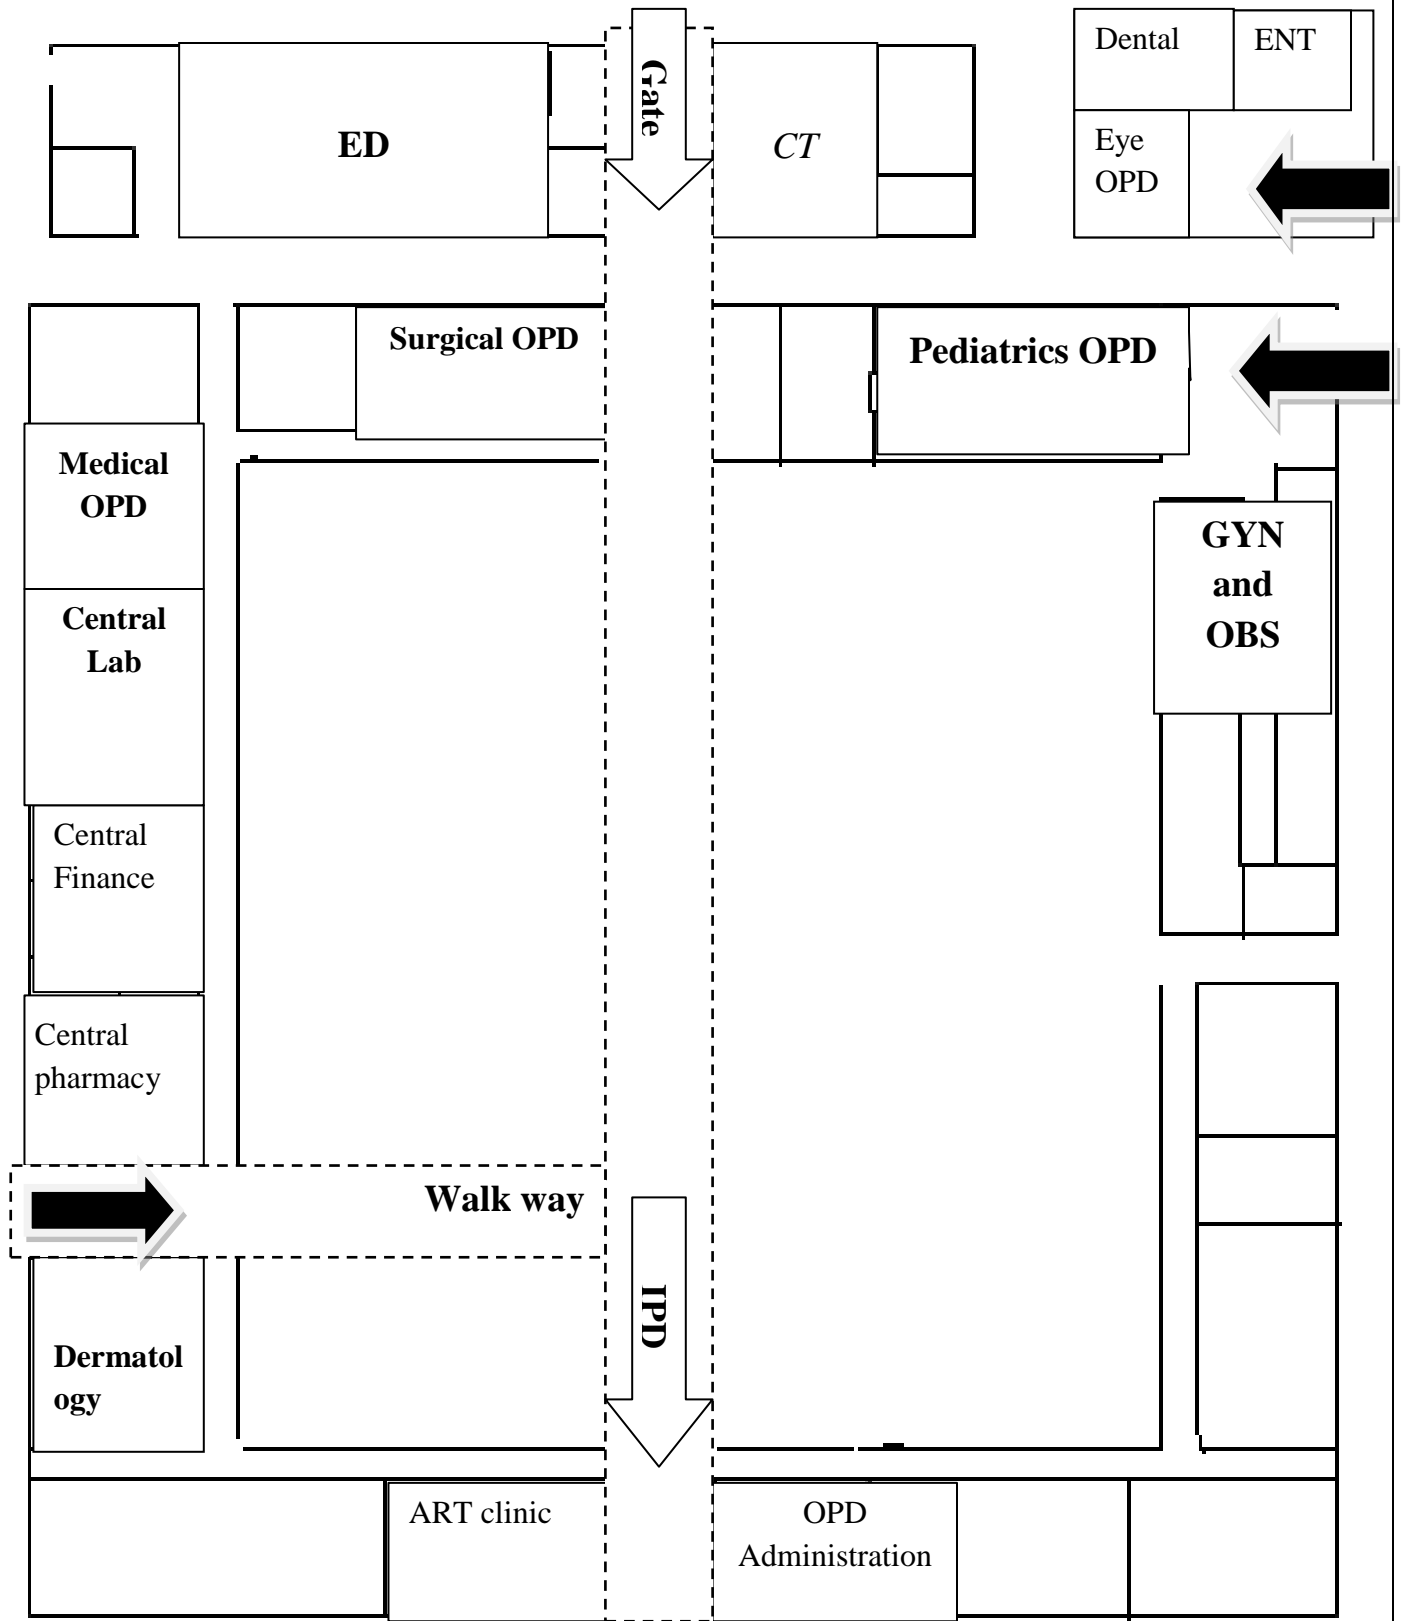 Dental
ENT
Gate
ED
CT
Eye
OPD
Surgical OPD
Pediatrics OPD
Medical
OPD
GYN
and
OBS
Central
Lab
Central
Finance
Central
pharmacy
Walk way
IPD
Dermatol
ogy
ART clinic
OPD
Administration